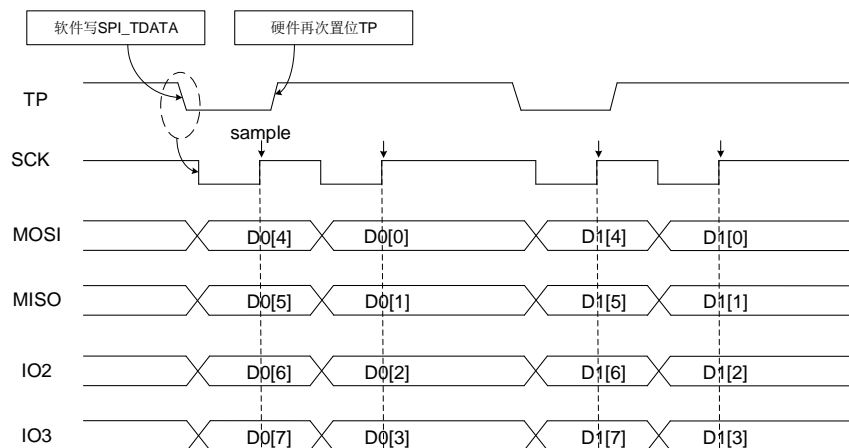 软件写SPI_TDATA 硬件再次置位TP
TP
sample
SCK
MOSI D0[4] D0[0] D1[4] D1[0]
MISO D0[5] D0[1] D1[5] D1[1]
IO2 D0[6] D0[2] D1[6] D1[2]
IO3 D0[7] D0[3] D1[7] D1[3]